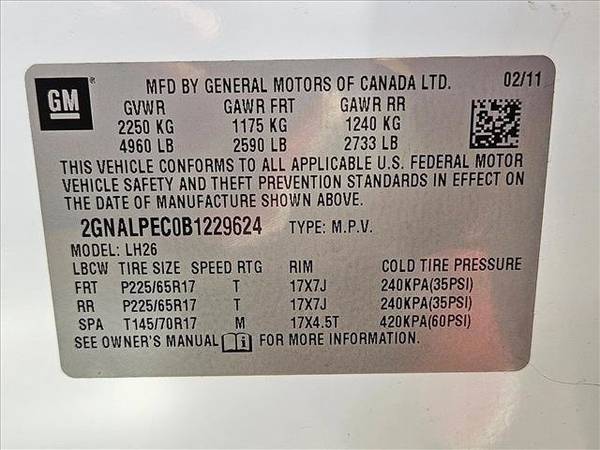 GM
MFD BY GENERAL MOTORS OF CANADA LTD. 02/11
GVWR GAWR FRT GAWR RR
2250 KG 1175 KG 1240 KG
4960 LB 2590 LB 2733 LB
THIS VEHICLE CONFORMS TO ALL APPLICABLE U.S. FEDERAL MOTOR
VEHICLE SAFETY AND THEFT PREVENTION STANDARDS IN EFFECT ON
THE DATE OF MANUFACTURE SHOWN ABOVE.
2GNALPEC0B1229624 TYPE: M.P.V.
MODEL: LH26
LBCW TIRE SIZE SPEED RTG RIM COLD TIRE PRESSURE
FRT P225/65R17 T 17X7J 240KPA(35PSI)
RR P225/65R17 T 17X7J 240KPA(35PSI)
SPA T145/70R17 M 17X4.5T 420KPA(60PSI)
SEE OWNER'S MANUAL FOR MORE INFORMATION.